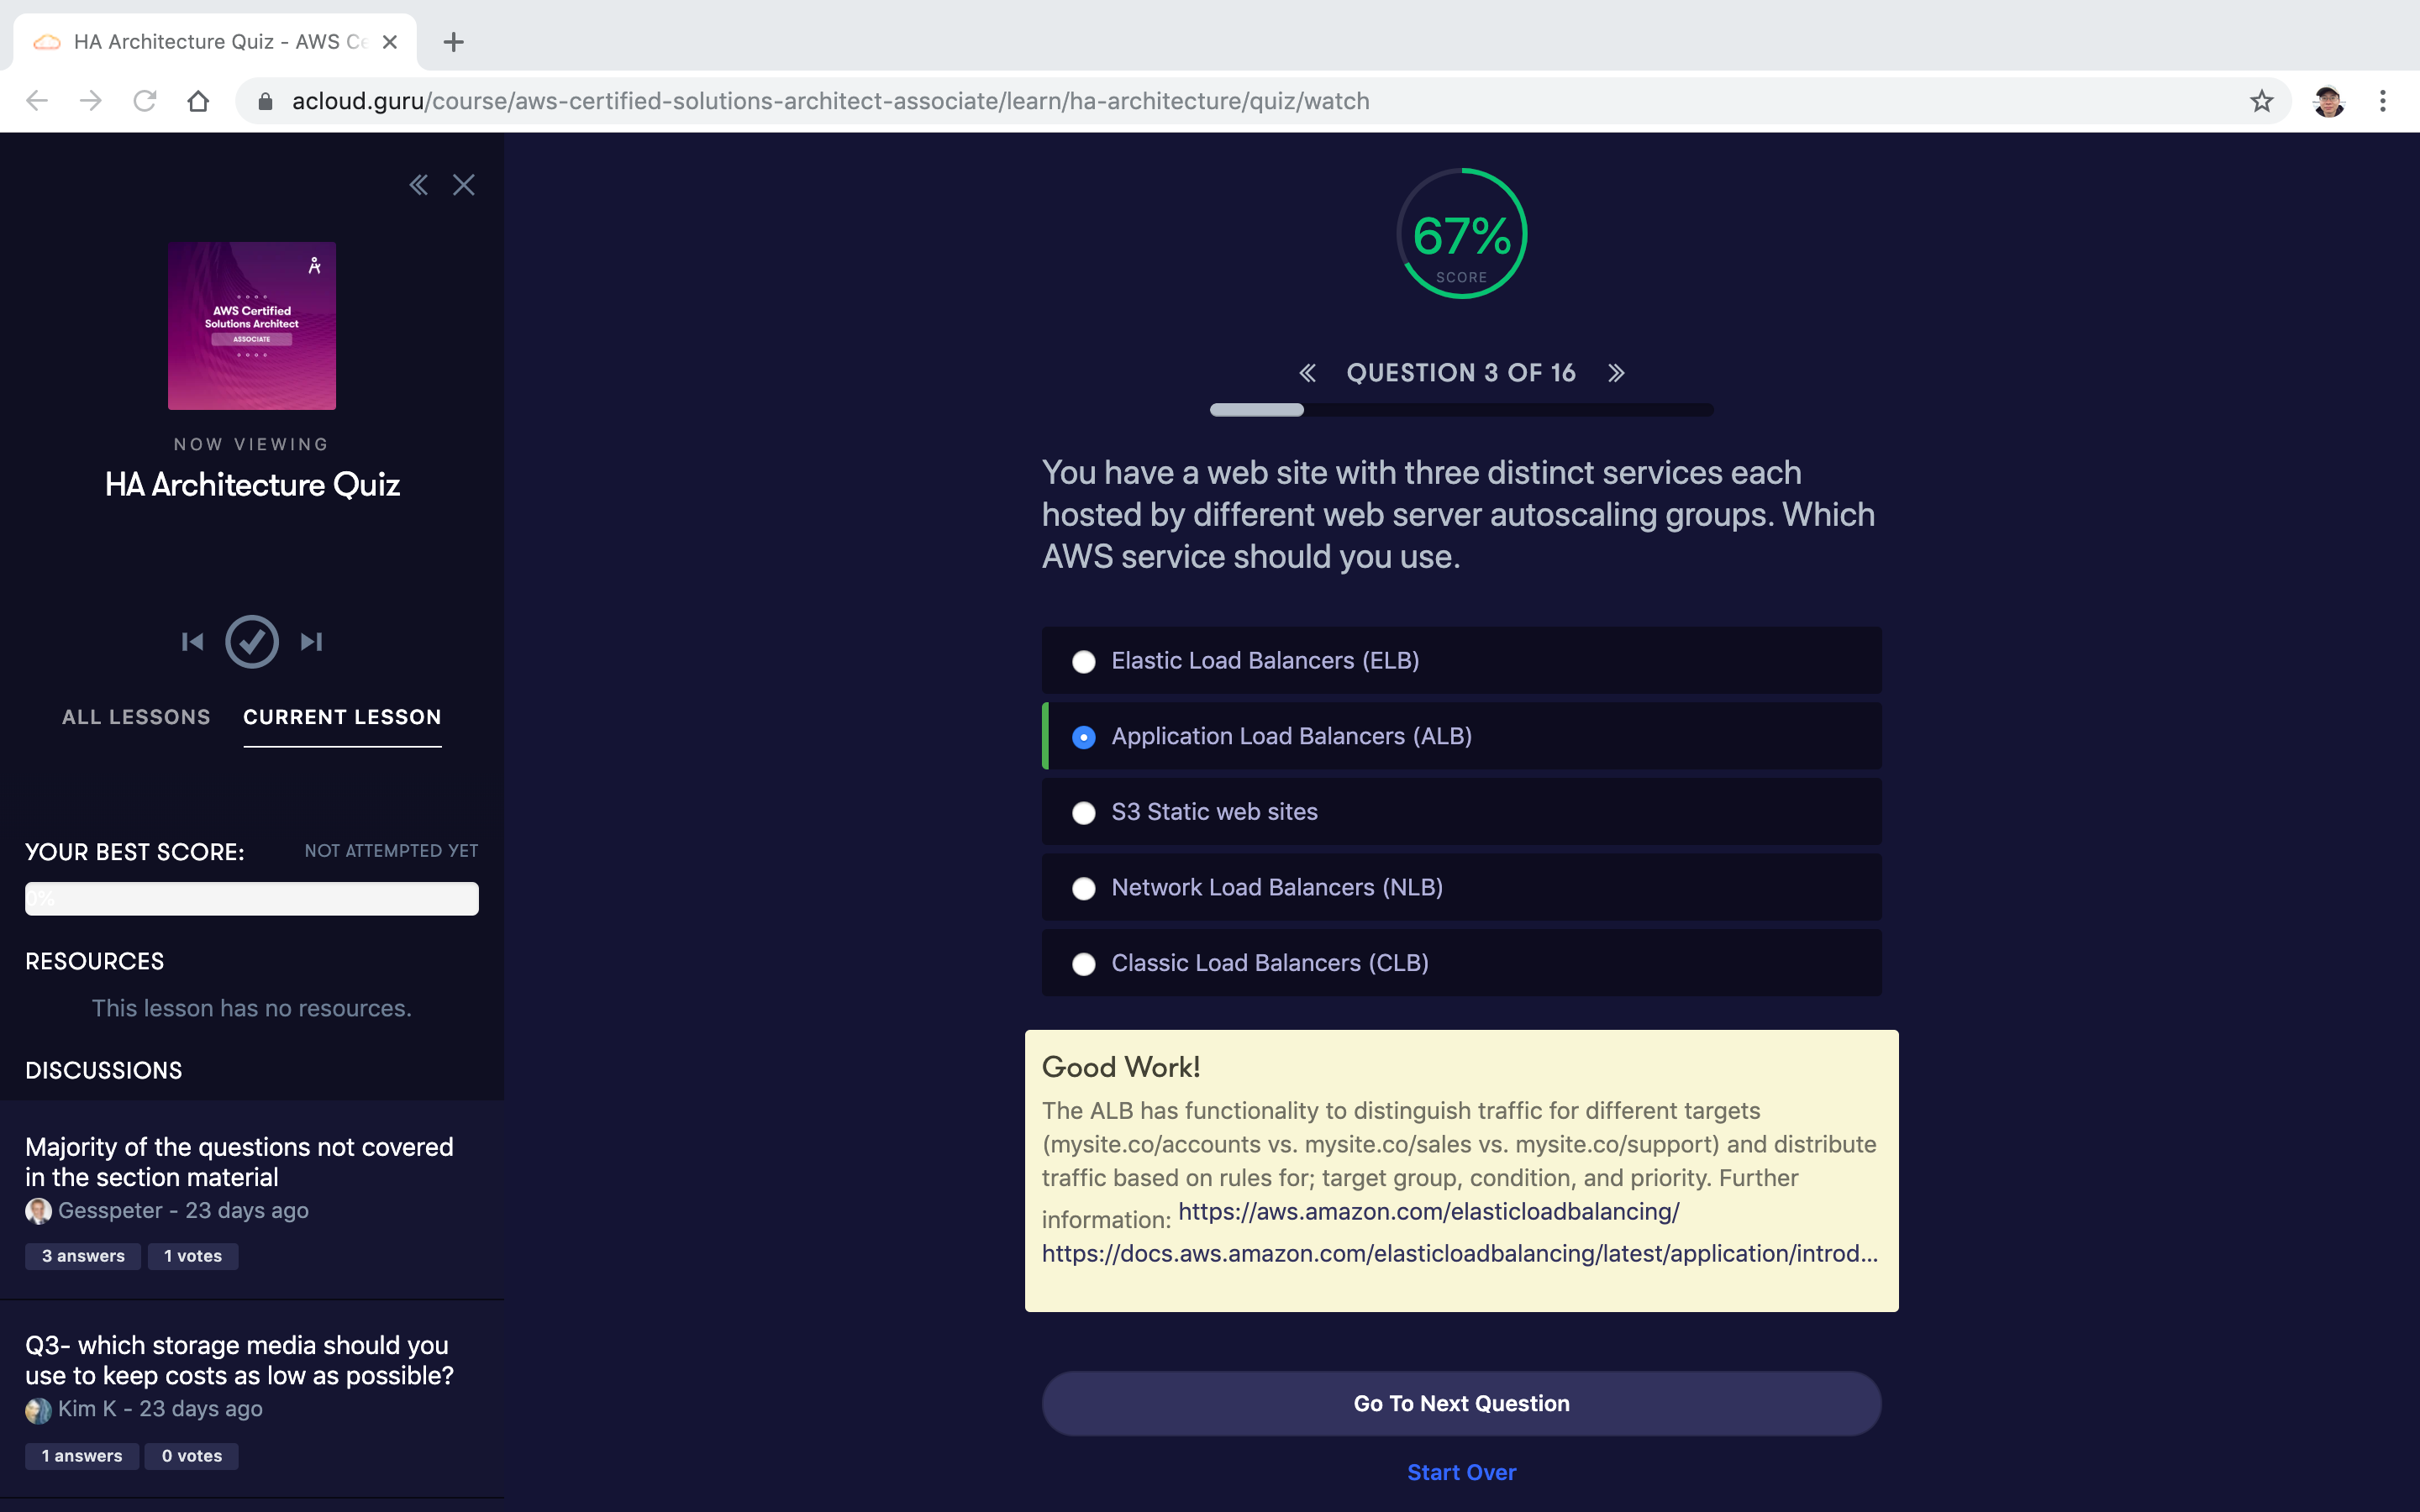 HA Architecture Quiz - AWS Ce
acloud.guru/course/aws-certified-solutions-architect-associate/learn/ha-architecture/quiz/watch
AWS Certified
Solutions Architect
ASSOCIATE
NOW VIEWING
HA Architecture Quiz
ALL LESSONS
CURRENT LESSON
YOUR BEST SCORE:
NOT ATTEMPTED YET
0%
RESOURCES
This lesson has no resources.
DISCUSSIONS
Majority of the questions not covered
in the section material
Gesspeter - 23 days ago
3 answers
1 votes
Q3- which storage media should you
use to keep costs as low as possible?
Kim K - 23 days ago
1 answers
0 votes
67%
SCORE
QUESTION 3 OF 16
You have a web site with three distinct services each
hosted by different web server autoscaling groups. Which
AWS service should you use.
Elastic Load Balancers (ELB)
Application Load Balancers (ALB)
S3 Static web sites
Network Load Balancers (NLB)
Classic Load Balancers (CLB)
Good Work!
The ALB has functionality to distinguish traffic for different targets
(mysite.co/accounts vs. mysite.co/sales vs. mysite.co/support) and distribute
traffic based on rules for; target group, condition, and priority. Further
information: https://aws.amazon.com/elasticloadbalancing/
https://docs.aws.amazon.com/elasticloadbalancing/latest/application/introd...
Go To Next Question
Start Over